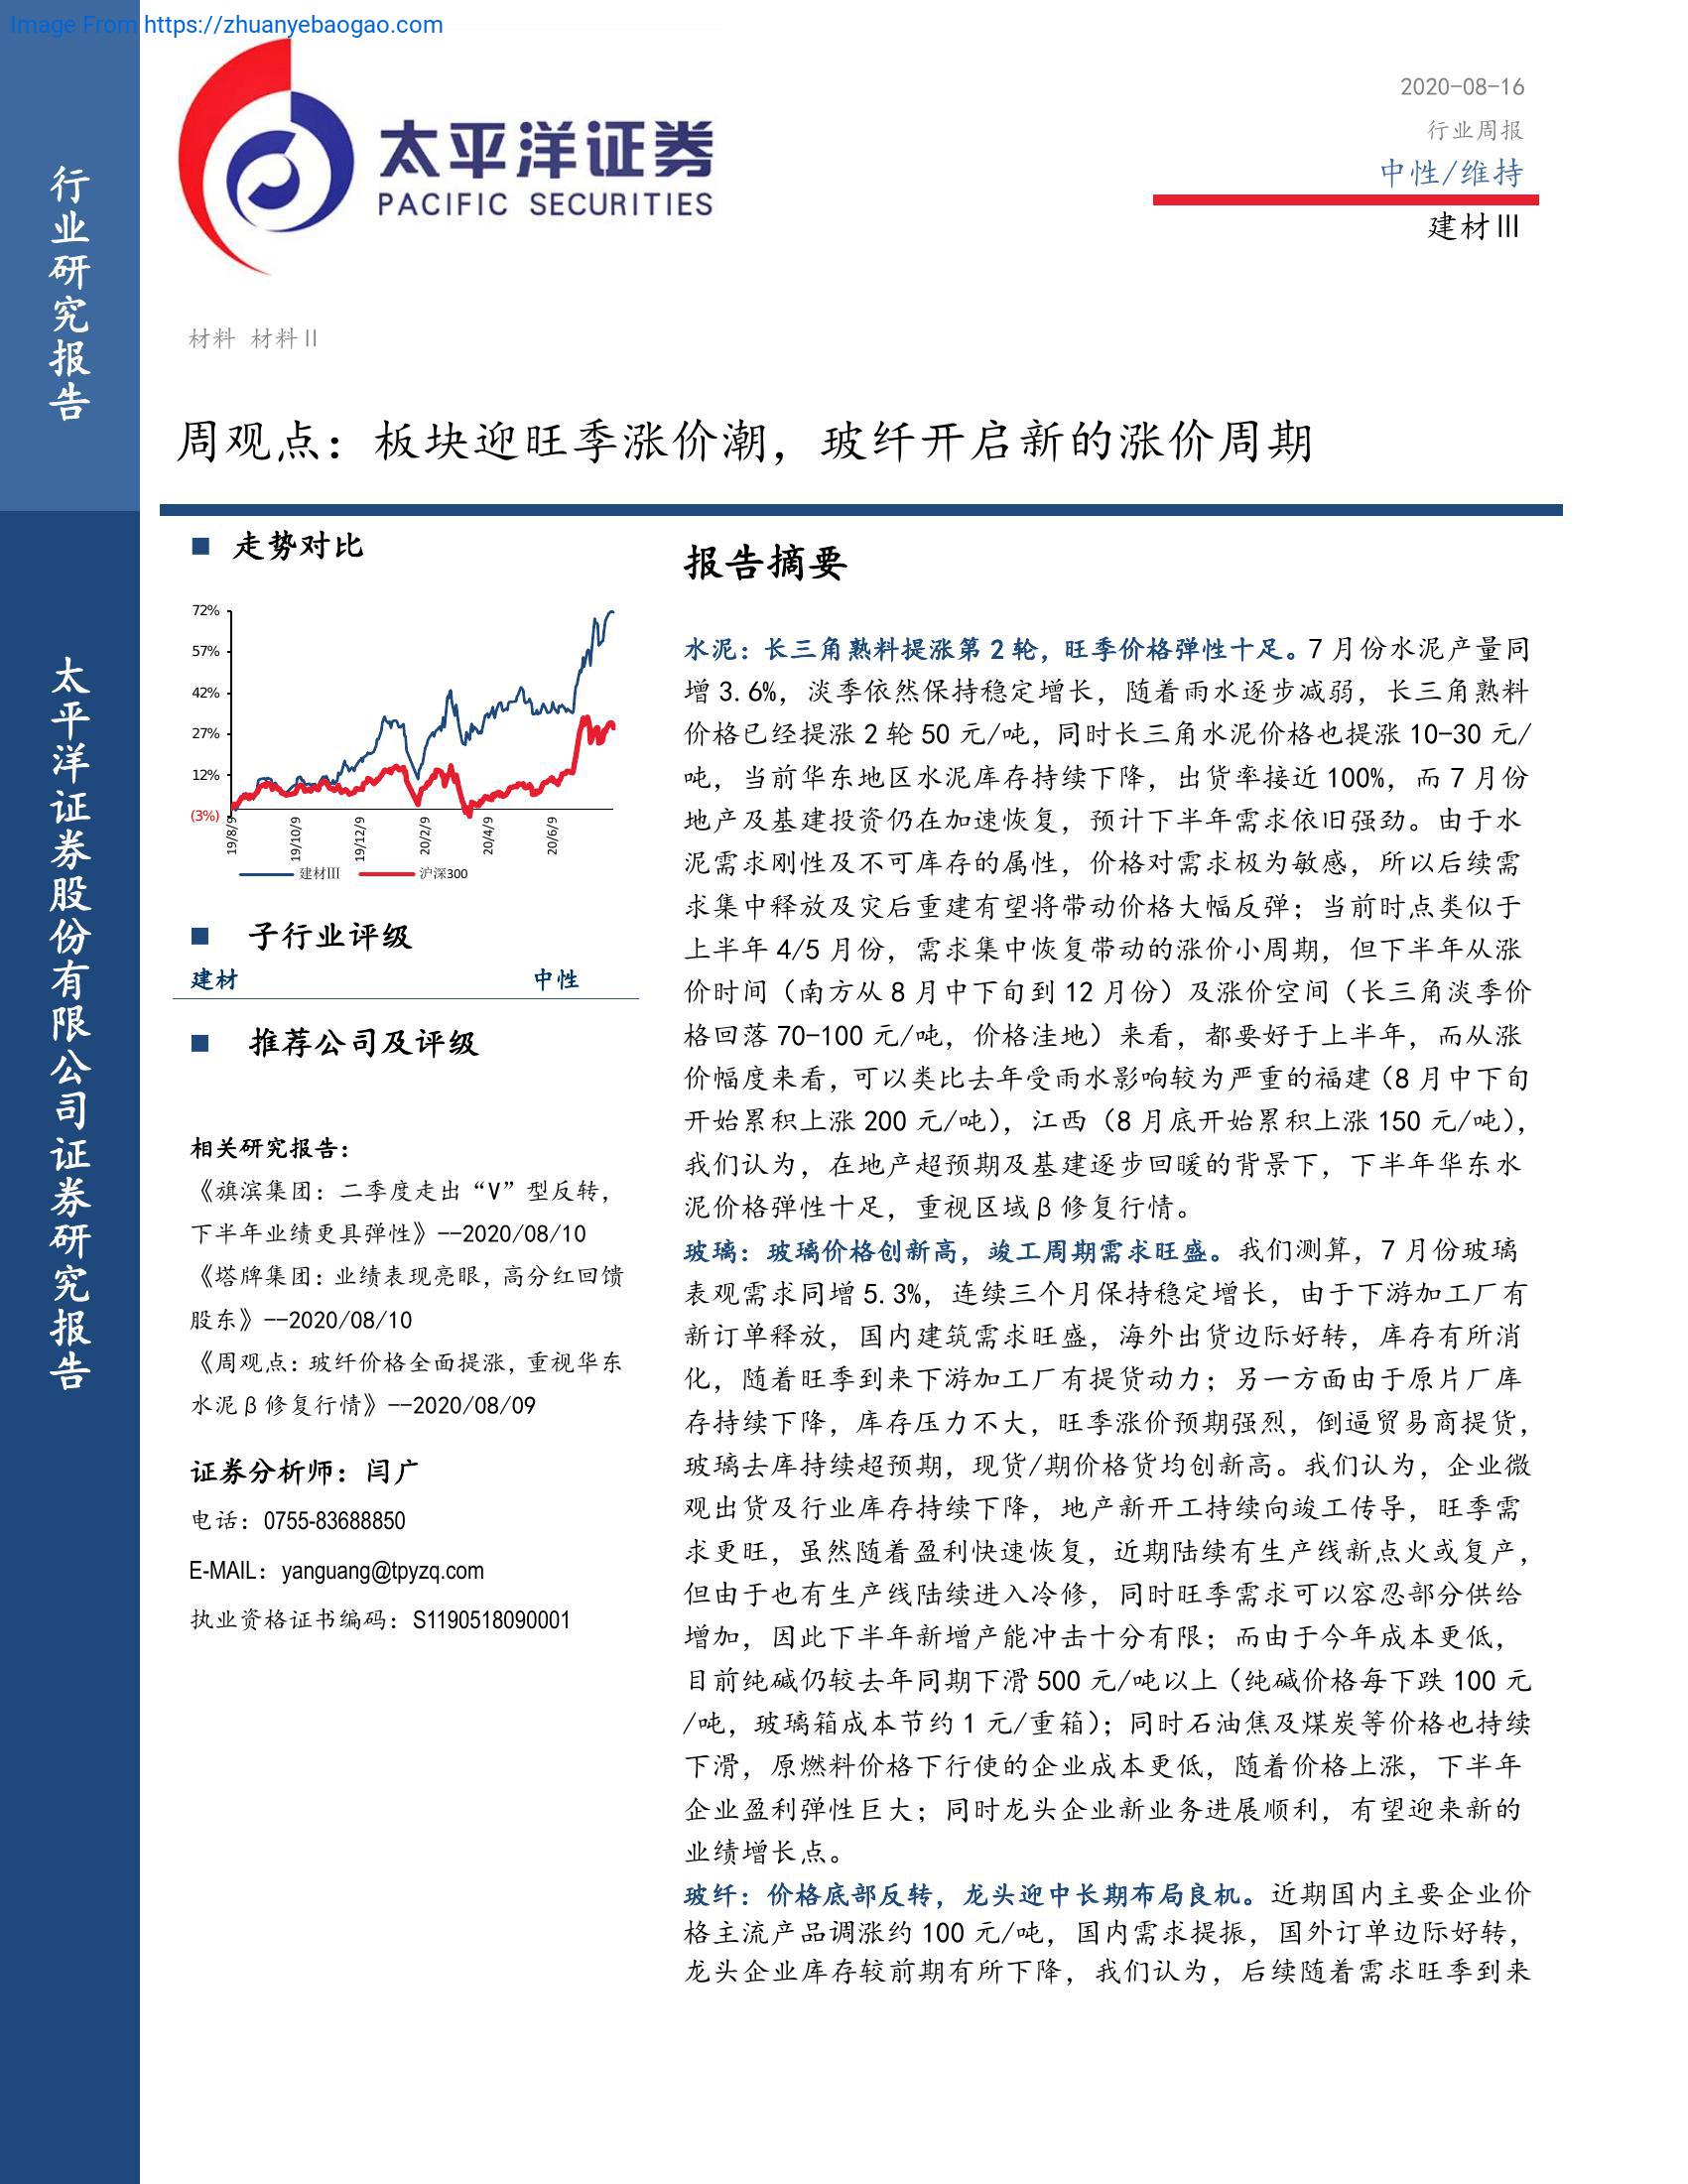 Image From https://zhuanyebaogao.com
行业研究报告
太平洋证券股份有限公司证券研究报告
太平洋证券
PACIFIC SECURITIES
2020-08-16
行业周报
中性/维持
建材Ⅲ
材料 材料Ⅱ
周观点：板块迎旺季涨价潮，玻纤开启新的涨价周期
■ 走势对比
72%
57%
42%
27%
12%
(3%)
19/8/9
19/10/9
19/12/9
20/2/9
20/4/9
20/6/9
建材Ⅲ 沪深300
■ 子行业评级
建材 中性
■ 推荐公司及评级
相关研究报告：
《旗滨集团：二季度走出“V”型反转，
下半年业绩更具弹性》--2020/08/10
《塔牌集团：业绩表现亮眼，高分红回馈
股东》--2020/08/10
《周观点：玻纤价格全面提涨，重视华东
水泥β修复行情》--2020/08/09
证券分析师：闫广
电话：0755-83688850
E-MAIL：yanguang@tpyzq.com
执业资格证书编码：S1190518090001
报告摘要
水泥：长三角熟料提涨第 2 轮，旺季价格弹性十足。7 月份水泥产量同
增 3.6%，淡季依然保持稳定增长，随着雨水逐步减弱，长三角熟料
价格已经提涨 2 轮 50 元/吨，同时长三角水泥价格也提涨 10-30 元/
吨，当前华东地区水泥库存持续下降，出货率接近 100%，而 7 月份
地产及基建投资仍在加速恢复，预计下半年需求依旧强劲。由于水
泥需求刚性及不可库存的属性，价格对需求极为敏感，所以后续需
求集中释放及灾后重建有望将带动价格大幅反弹；当前时点类似于
上半年 4/5 月份，需求集中恢复带动的涨价小周期，但下半年从涨
价时间（南方从 8 月中下旬到 12 月份）及涨价空间（长三角淡季价
格回落 70-100 元/吨，价格洼地）来看，都要好于上半年，而从涨
价幅度来看，可以类比去年受雨水影响较为严重的福建（8 月中下旬
开始累积上涨 200 元/吨），江西（8 月底开始累积上涨 150 元/吨），
我们认为，在地产超预期及基建逐步回暖的背景下，下半年华东水
泥价格弹性十足，重视区域β修复行情。
玻璃：玻璃价格创新高，竣工周期需求旺盛。我们测算，7 月份玻璃
表观需求同增 5.3%，连续三个月保持稳定增长，由于下游加工厂有
新订单释放，国内建筑需求旺盛，海外出货边际好转，库存有所消
化，随着旺季到来下游加工厂有提货动力；另一方面由于原片厂库
存持续下降，库存压力不大，旺季涨价预期强烈，倒逼贸易商提货，
玻璃去库持续超预期，现货/期价格货均创新高。我们认为，企业微
观出货及行业库存持续下降，地产新开工持续向竣工传导，旺季需
求更旺，虽然随着盈利快速恢复，近期陆续有生产线新点火或复产，
但由于也有生产线陆续进入冷修，同时旺季需求可以容忍部分供给
增加，因此下半年新增产能冲击十分有限；而由于今年成本更低，
目前纯碱仍较去年同期下滑 500 元/吨以上（纯碱价格每下跌 100 元
/吨，玻璃箱成本节约 1 元/重箱）；同时石油焦及煤炭等价格也持续
下滑，原燃料价格下行使的企业成本更低，随着价格上涨，下半年
企业盈利弹性巨大；同时龙头企业新业务进展顺利，有望迎来新的
业绩增长点。
玻纤：价格底部反转，龙头迎中长期布局良机。近期国内主要企业价
格主流产品调涨约 100 元/吨，国内需求提振，国外订单边际好转，
龙头企业库存较前期有所下降，我们认为，后续随着需求旺季到来